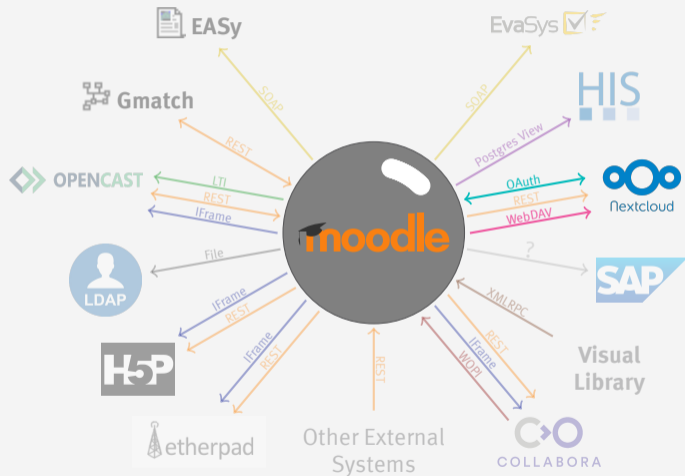 EASy
EvaSys
SOAP
SOAP
Gmatch
HIS
REST
Postgres View
OPENCAST
LTI
REST
IFrame
OAuth
REST
WebDAV
Nextcloud
moodle
File
LDAP
?
SAP
IFrame
REST
XMLRPC
H5P
IFrame
REST
REST
REST
IFrame
WOPI
Visual
Library
etherpad
Other External
Systems
COLLABORA